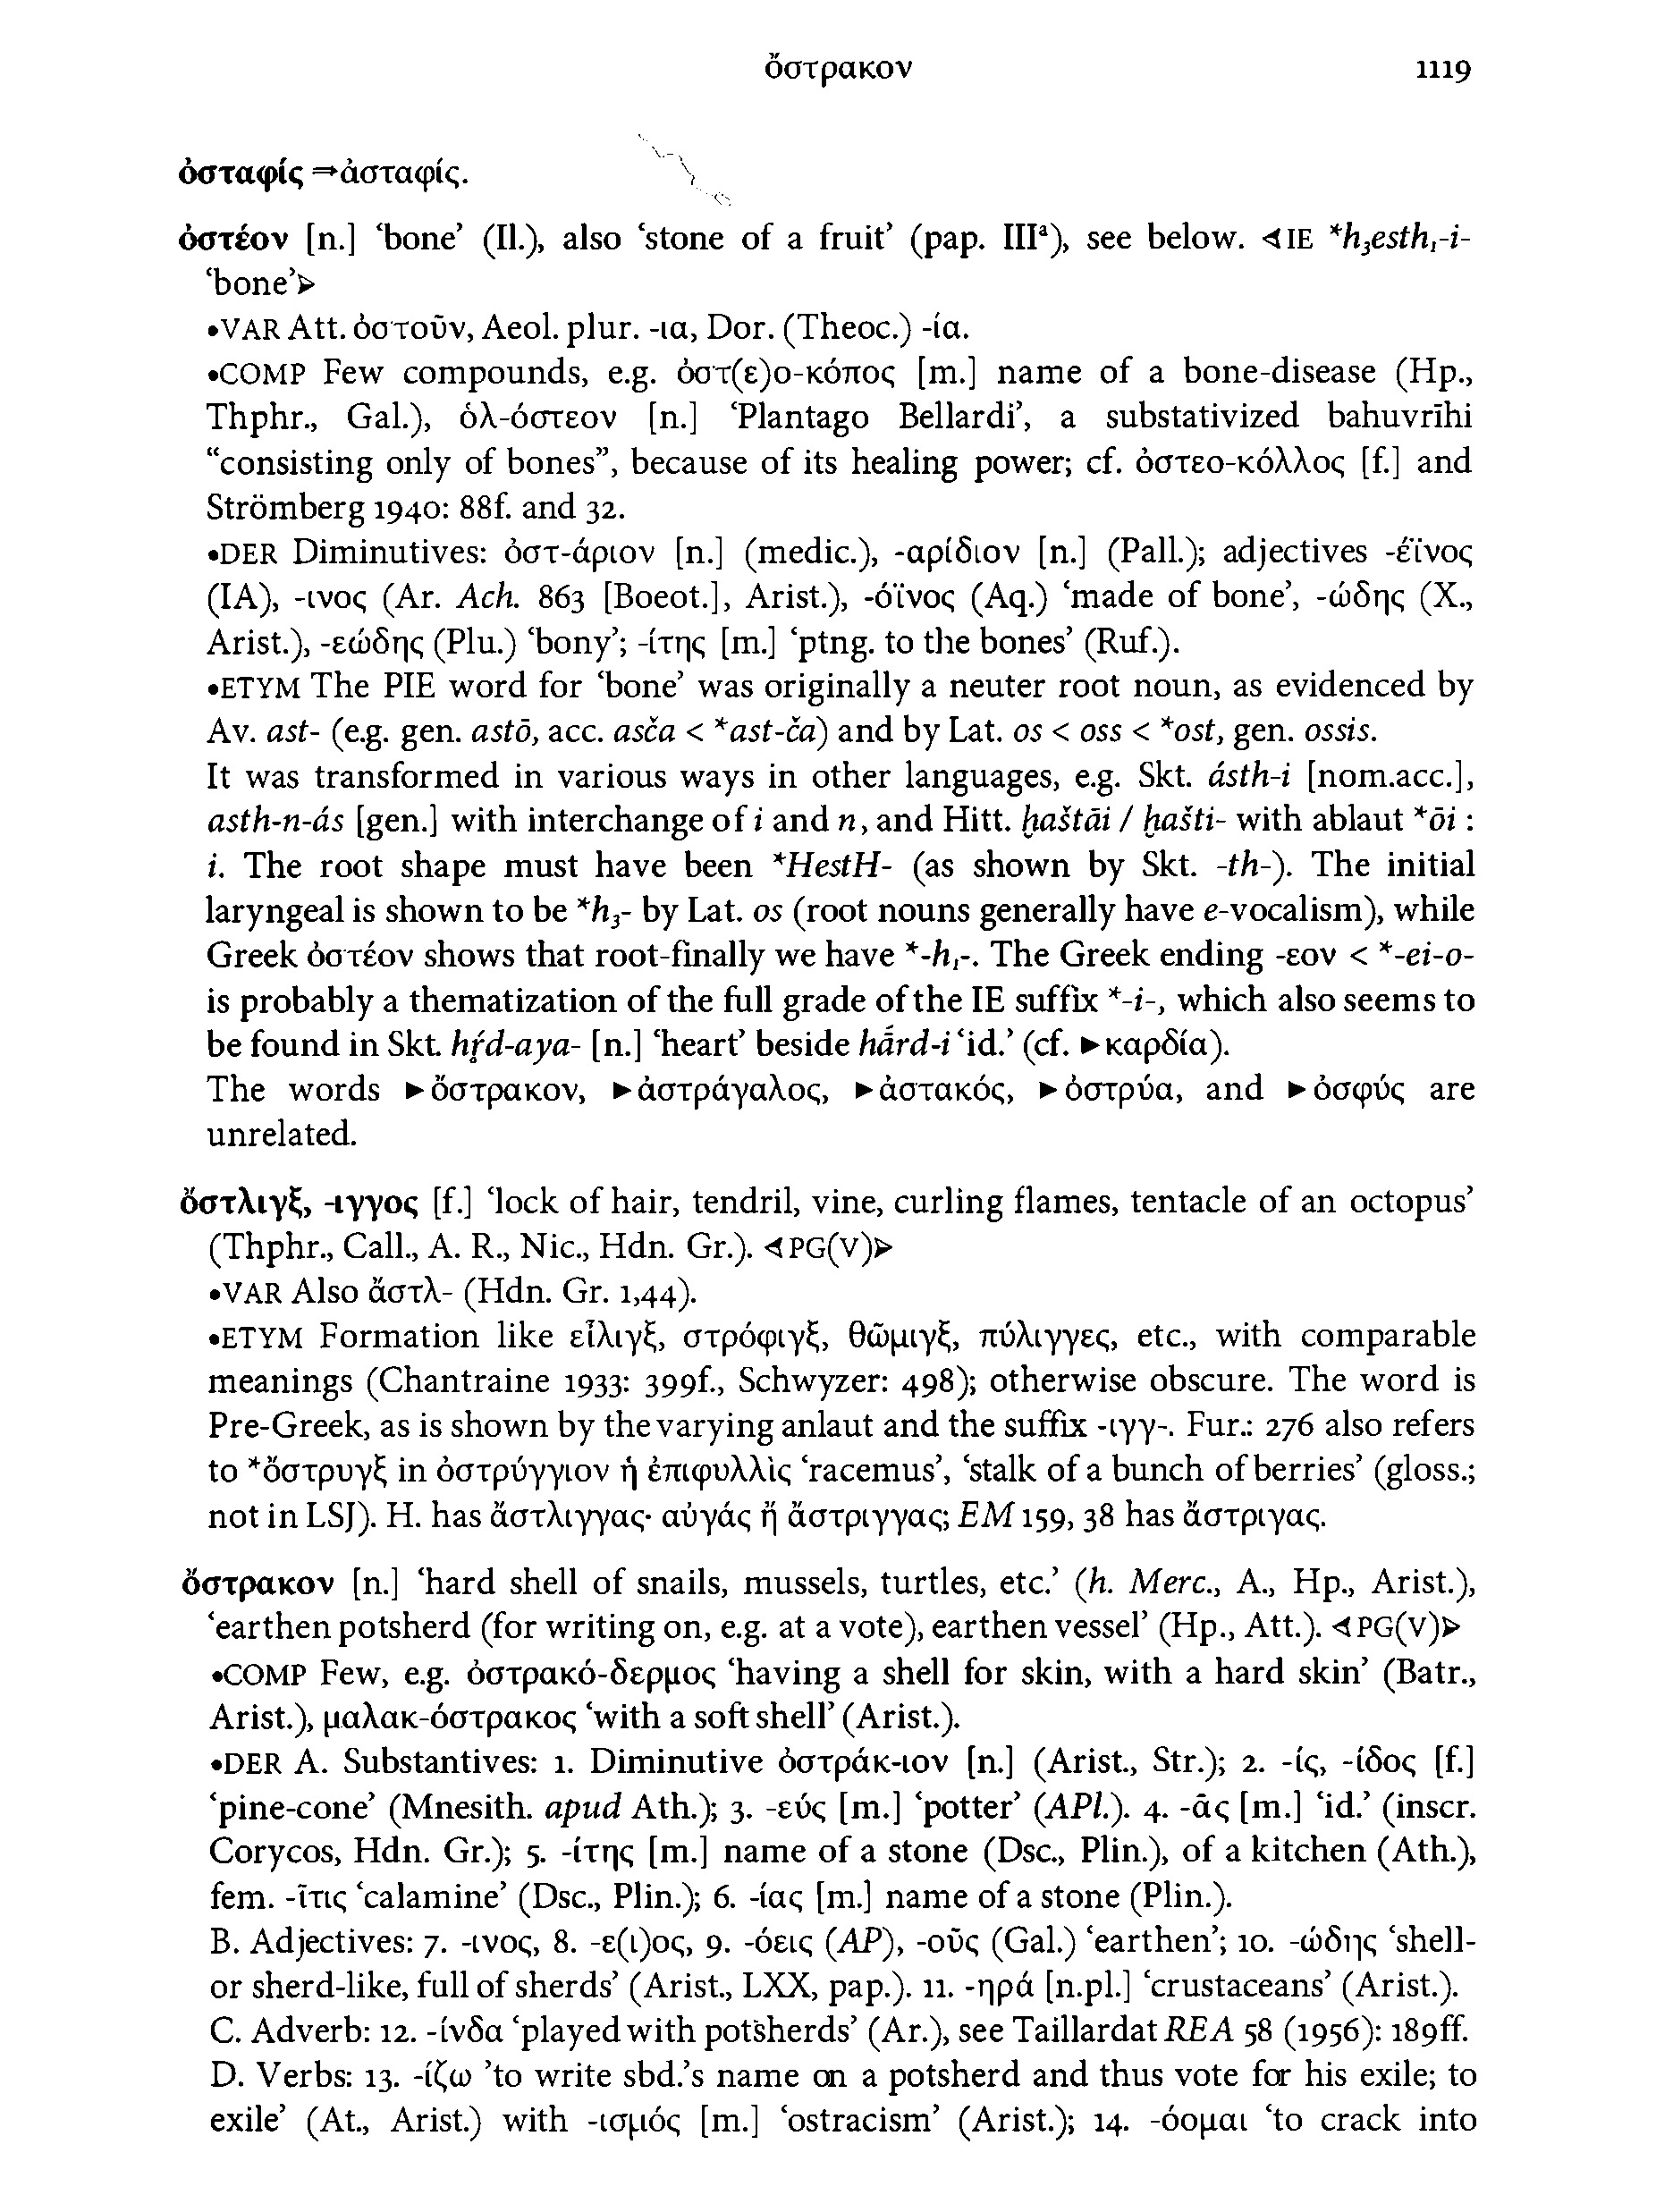 ὄστρακον 1119
ὀσταφίς ⇒ἀσταφίς.
ὀστέον [n.] ‘bone’ (Il.), also ‘stone of a fruit’ (pap. IIIᵃ), see below. ⊲IE *h₃esth₁-i-
‘bone’⊳
•VAR Att. ὀστοῦν, Aeol. plur. -ια, Dor. (Theoc.) -ία.
•COMP Few compounds, e.g. ὀστ(ε)ο-κόπος [m.] name of a bone-disease (Hp.,
Thphr., Gal.), ὁλ-όστεον [n.] ‘Plantago Bellardi’, a substativized bahuvrīhi
“consisting only of bones”, because of its healing power; cf. ὀστεο-κόλλος [f.] and
Strömberg 1940: 88f. and 32.
•DER Diminutives: ὀστ-άριον [n.] (medic.), -αρίδιον [n.] (Pall.); adjectives -έϊνος
(IA), -ινος (Ar. Ach. 863 [Boeot.], Arist.), -όϊνος (Aq.) ‘made of bone’, -ώδης (X.,
Arist.), -εώδης (Plu.) ‘bony’; -ίτης [m.] ‘ptng. to the bones’ (Ruf.).
•ETYM The PIE word for ‘bone’ was originally a neuter root noun, as evidenced by
Av. ast- (e.g. gen. astō, acc. asča < *ast-ča) and by Lat. os < oss < *ost, gen. ossis.
It was transformed in various ways in other languages, e.g. Skt. ásth-i [nom.acc.],
asth-n-ás [gen.] with interchange of i and n, and Hitt. ḫaštāi / ḫašti- with ablaut *ōi :
i. The root shape must have been *HestH- (as shown by Skt. -th-). The initial
laryngeal is shown to be *h₃- by Lat. os (root nouns generally have e-vocalism), while
Greek ὀστέον shows that root-finally we have *-h₁-. The Greek ending -εον < *-ei-o-
is probably a thematization of the full grade of the IE suffix *-i-, which also seems to
be found in Skt. hṛ́d-aya- [n.] ‘heart’ beside hā́rd-i ‘id.’ (cf. ►καρδία).
The words ►ὄστρακον, ►ἀστράγαλος, ►ἀστακός, ►ὀστρύα, and ►ὀσφύς are
unrelated.
ὄστλιγξ, -ιγγος [f.] ‘lock of hair, tendril, vine, curling flames, tentacle of an octopus’
(Thphr., Call., A. R., Nic., Hdn. Gr.). ⊲PG(V)⊳
•VAR Also ἄστλ- (Hdn. Gr. 1,44).
•ETYM Formation like εἶλιγξ, στρόφιγξ, θῶμιγξ, πύλιγγες, etc., with comparable
meanings (Chantraine 1933: 399f., Schwyzer: 498); otherwise obscure. The word is
Pre-Greek, as is shown by the varying anlaut and the suffix -ιγγ-. Fur.: 276 also refers
to *ὄστρυγξ in ὀστρύγγιον ἠ ἐπιφυλλὶς ‘racemus’, ‘stalk of a bunch of berries’ (gloss.;
not in LSJ). H. has ἄστλιγγας· αὐγάς ἤ ἄστριγγας; EM 159, 38 has ἄστριγας.
ὄστρακον [n.] ‘hard shell of snails, mussels, turtles, etc.’ (h. Merc., A., Hp., Arist.),
‘earthen potsherd (for writing on, e.g. at a vote), earthen vessel’ (Hp., Att.). ⊲PG(V)⊳
•COMP Few, e.g. ὀστρακό-δερμος ‘having a shell for skin, with a hard skin’ (Batr.,
Arist.), μαλακ-όστρακος ‘with a soft shell’ (Arist.).
•DER A. Substantives: 1. Diminutive ὀστράκ-ιον [n.] (Arist., Str.); 2. -ίς, -ίδος [f.]
‘pine-cone’ (Mnesith. apud Ath.); 3. -εύς [m.] ‘potter’ (APl.). 4. -ᾶς [m.] ‘id.’ (inscr.
Corycos, Hdn. Gr.); 5. -ίτης [m.] name of a stone (Dsc., Plin.), of a kitchen (Ath.),
fem. -ῖτις ‘calamine’ (Dsc., Plin.); 6. -ίας [m.] name of a stone (Plin.).
B. Adjectives: 7. -ινος, 8. -ε(ι)ος, 9. -όεις (AP), -οῦς (Gal.) ‘earthen’; 10. -ώδης ‘shell-
or sherd-like, full of sherds’ (Arist., LXX, pap.). 11. -ηρά [n.pl.] ‘crustaceans’ (Arist.).
C. Adverb: 12. -ίνδα ‘played with potsherds’ (Ar.), see Taillardat REA 58 (1956): 189ff.
D. Verbs: 13. -ίζω ’to write sbd.’s name on a potsherd and thus vote for his exile; to
exile’ (At., Arist.) with -ισμός [m.] ‘ostracism’ (Arist.); 14. -όομαι ‘to crack into